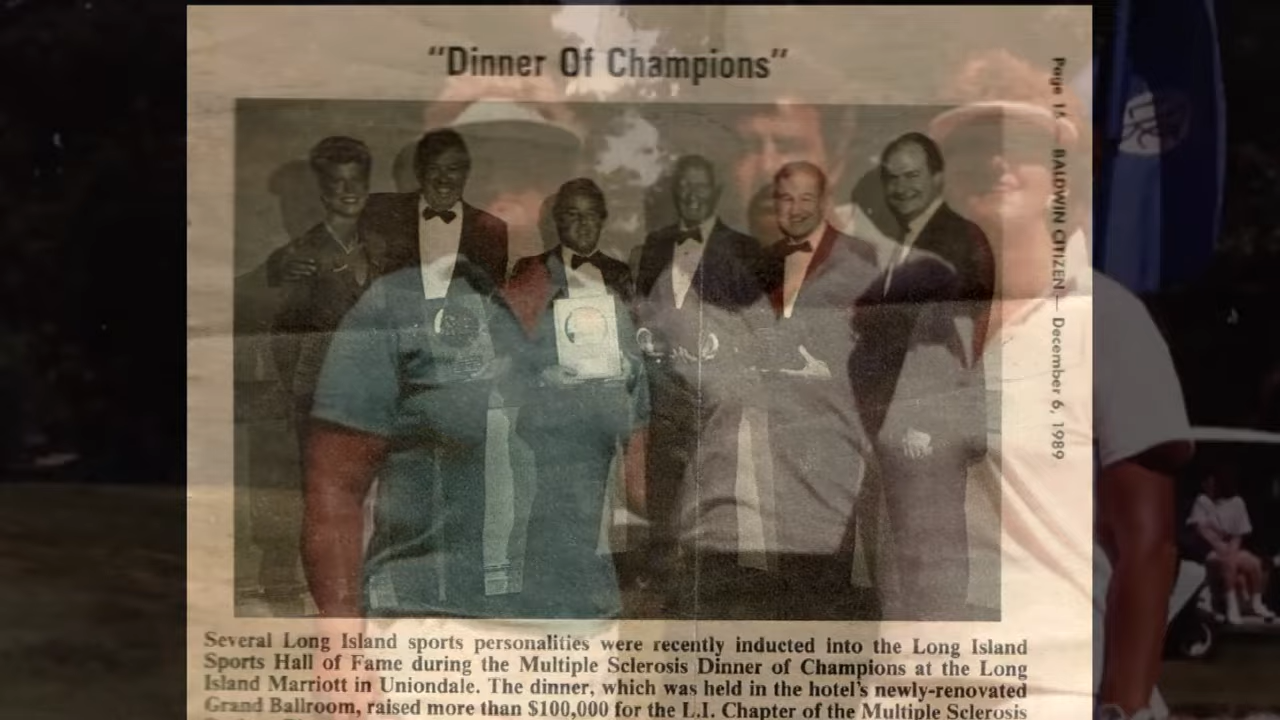 "Dinner Of Champions"
Page 16 — BALDWIN CITIZEN — December 6, 1989
Several Long Island sports personalities were recently inducted into the Long Island
Sports Hall of Fame during the Multiple Sclerosis Dinner of Champions at the Long
Island Marriott in Uniondale. The dinner, which was held in the hotel's newly-renovated
Grand Ballroom, raised more than $100,000 for the L.I. Chapter of the Multiple Sclerosis